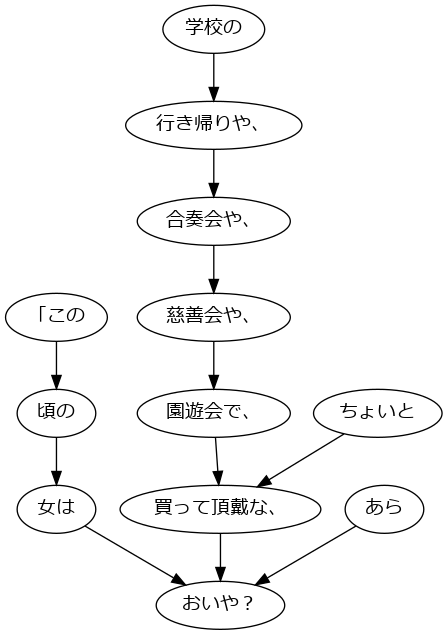 学校の
行き帰りや、
合奏会や、
慈善会や、
「この
頃の
園遊会で、
ちょいと
女は
買って頂戴な、
あら
おいや？